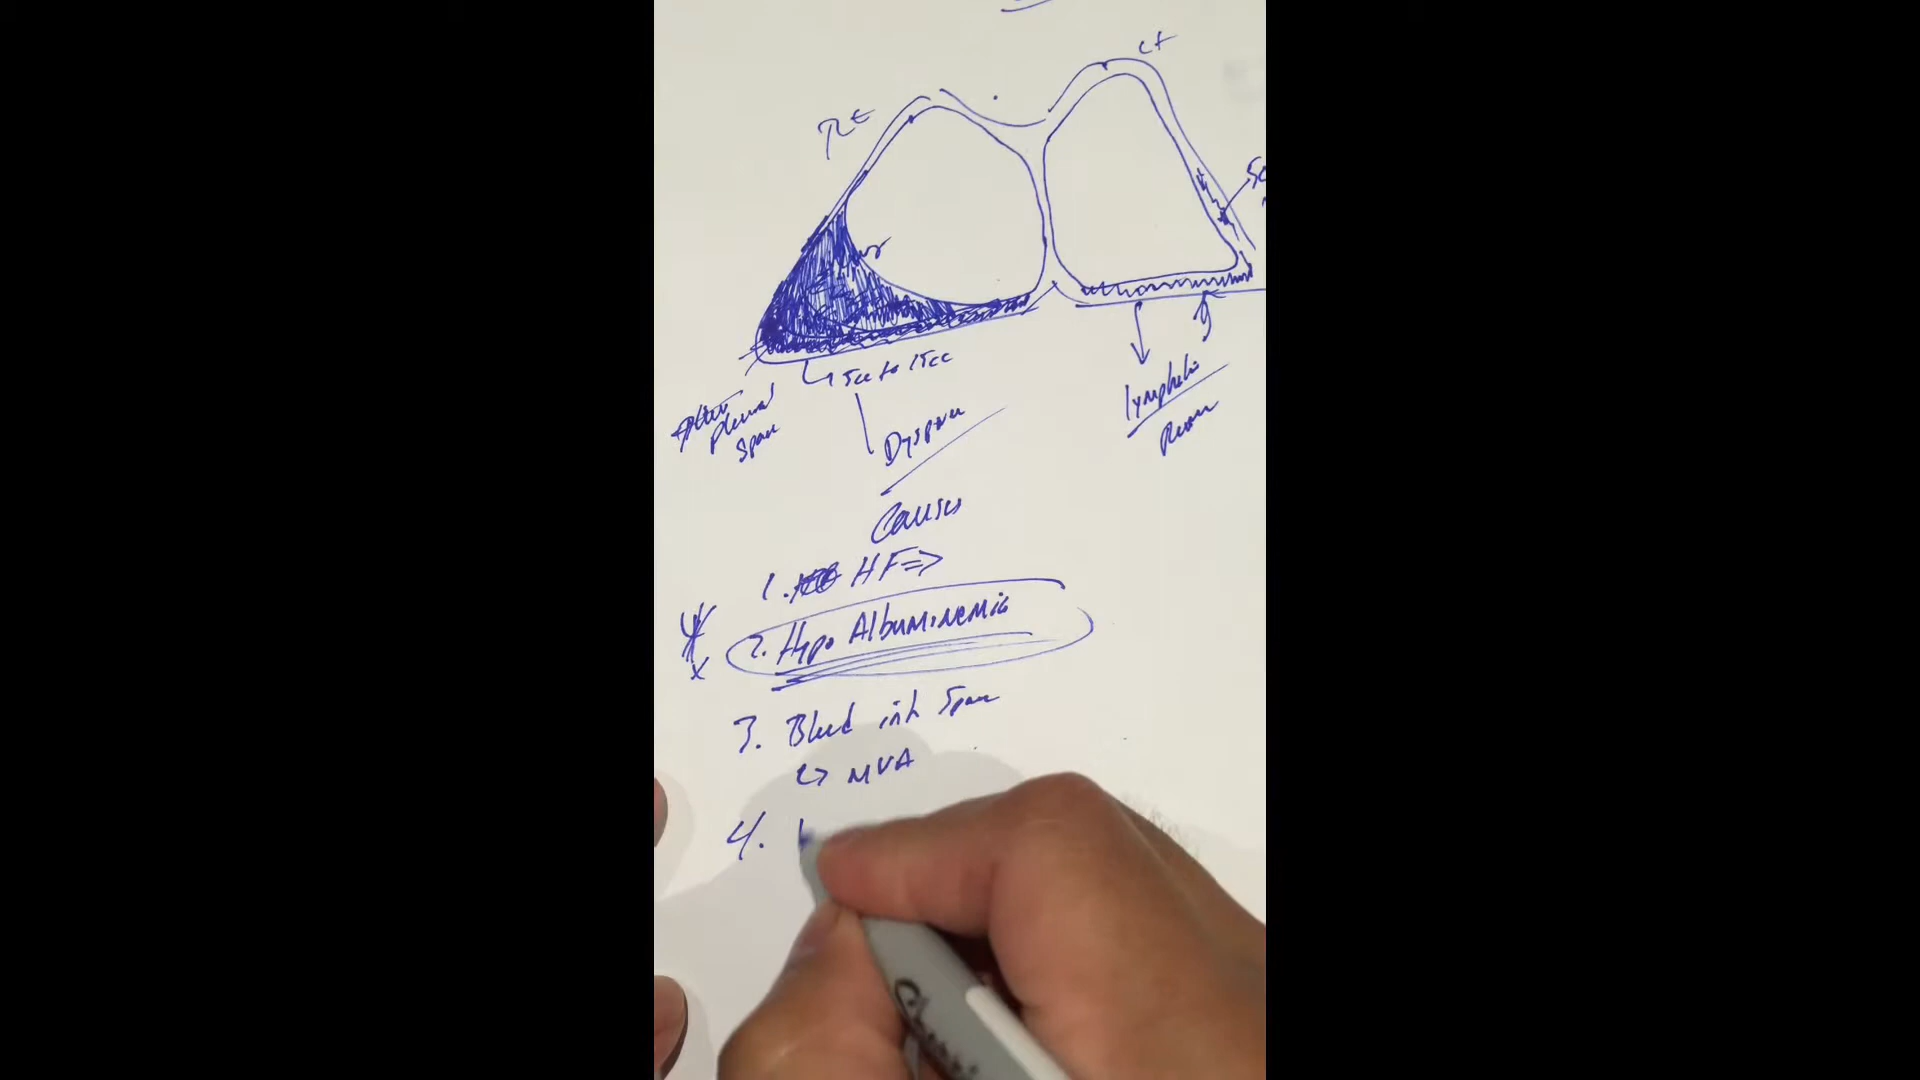 RT
LT
5cc to 15cc
pleural
space
Dyspnea
lymphatic
Causes
1. HF=>
2. Hypo Albuminemia
3. Blood into Space
↳ MVA
4.